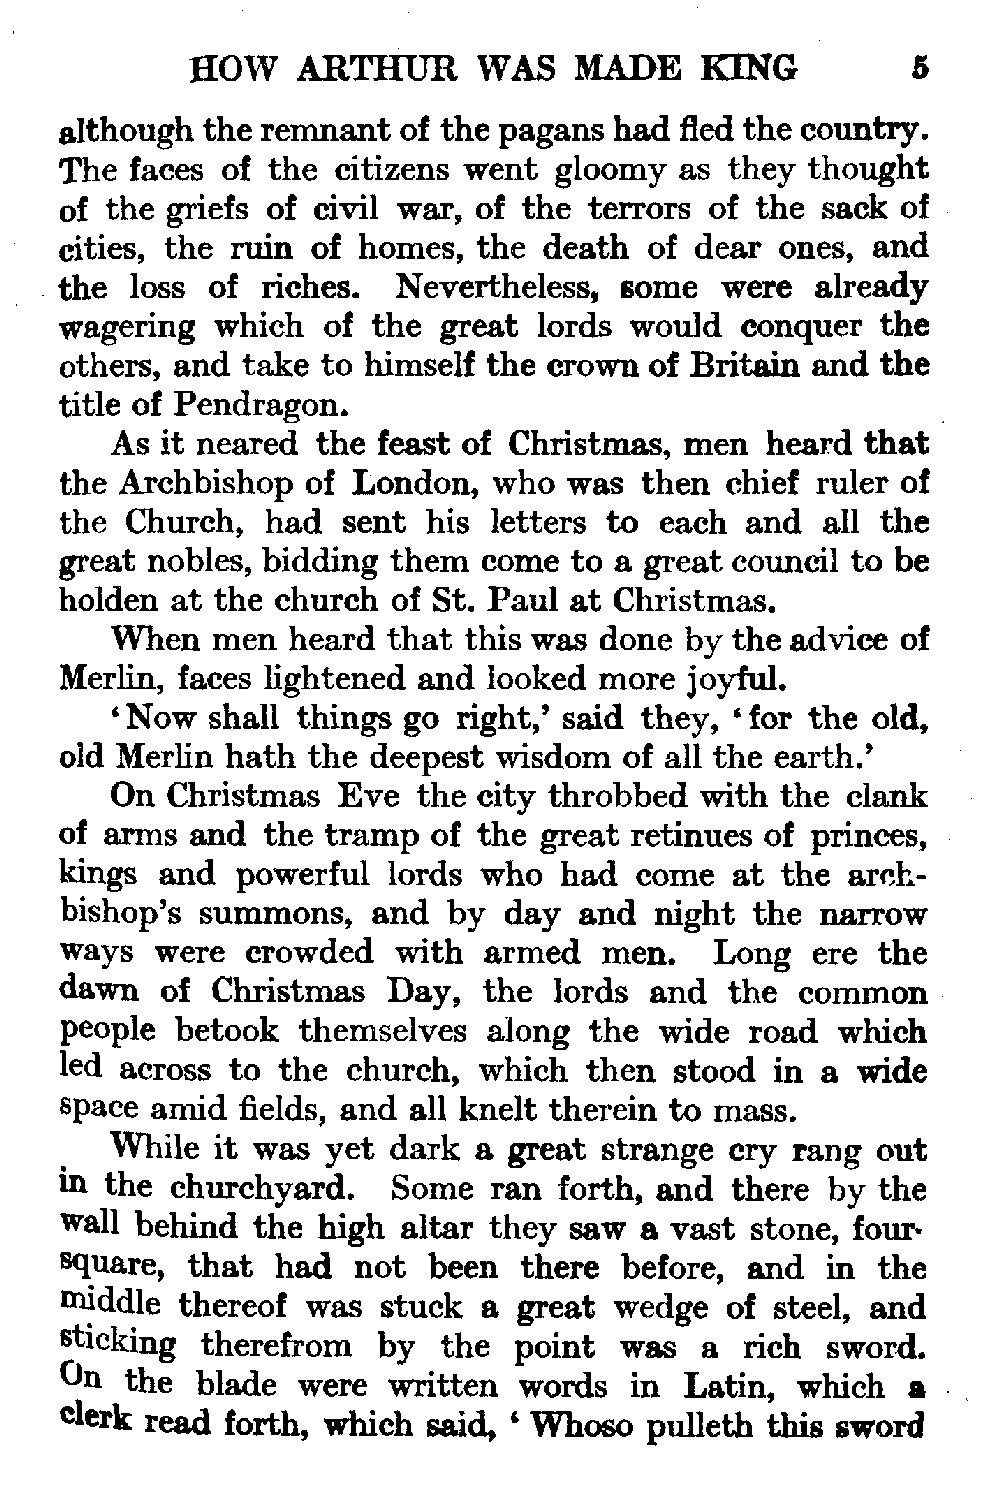 HOW ARTHUR WAS MADE KING 5
although the remnant of the pagans had fled the country.
The faces of the citizens went gloomy as they thought
of the griefs of civil war, of the terrors of the sack of
cities, the ruin of homes, the death of dear ones, and
the loss of riches. Nevertheless, some were already
wagering which of the great lords would conquer the
others, and take to himself the crown of Britain and the
title of Pendragon.
As it neared the feast of Christmas, men heard that
the Archbishop of London, who was then chief ruler of
the Church, had sent his letters to each and all the
great nobles, bidding them come to a great council to be
holden at the church of St. Paul at Christmas.
When men heard that this was done by the advice of
Merlin, faces lightened and looked more joyful.
‘Now shall things go right,’ said they, ‘for the old,
old Merlin hath the deepest wisdom of all the earth.’
On Christmas Eve the city throbbed with the clank
of arms and the tramp of the great retinues of princes,
kings and powerful lords who had come at the arch-
bishop’s summons, and by day and night the narrow
ways were crowded with armed men. Long ere the
dawn of Christmas Day, the lords and the common
people betook themselves along the wide road which
led across to the church, which then stood in a wide
space amid fields, and all knelt therein to mass.
While it was yet dark a great strange cry rang out
in the churchyard. Some ran forth, and there by the
wall behind the high altar they saw a vast stone, four-
square, that had not been there before, and in the
middle thereof was stuck a great wedge of steel, and
sticking therefrom by the point was a rich sword.
On the blade were written words in Latin, which a
clerk read forth, which said, ‘Whoso pulleth this sword